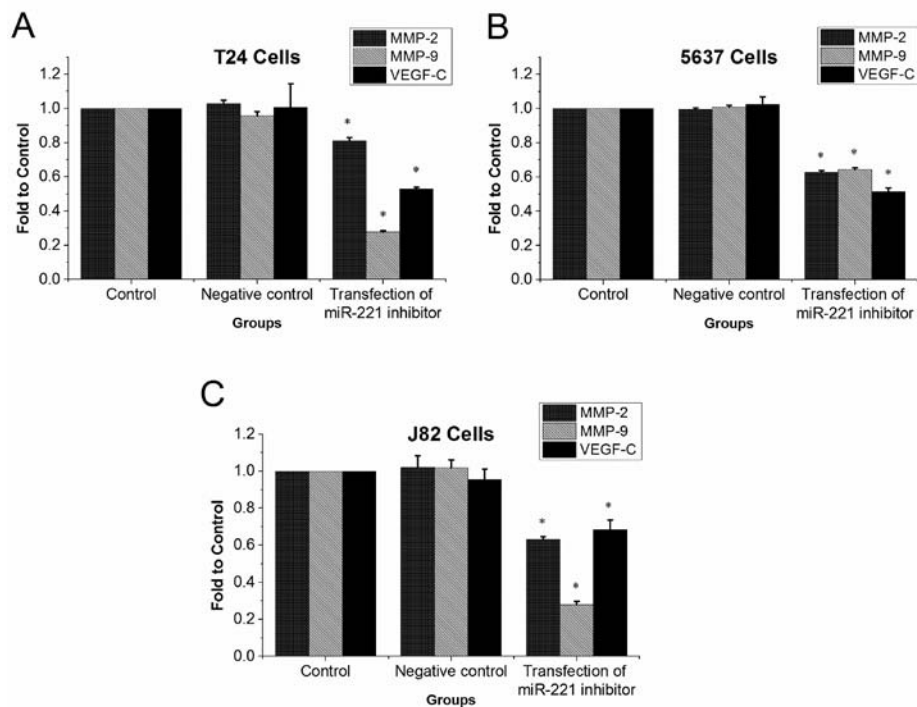 A
T24 Cells
MMP-2
MMP-9
VEGF-C
Fold to Control
1.2
1.0
0.8
0.6
0.4
0.2
0.0
*
*
*
Control
Negative control
Transfection of
miR-221 inhibitor
Groups
B
5637 Cells
MMP-2
MMP-9
VEGF-C
Fold to Control
1.2
1.0
0.8
0.6
0.4
0.2
0.0
*
*
*
Control
Negative control
Transfection of
miR-221 inhibitor
Groups
C
J82 Cells
MMP-2
MMP-9
VEGF-C
Fold to Control
1.2
1.0
0.8
0.6
0.4
0.2
0.0
*
*
*
Control
Negative control
Transfection of
miR-221 inhibitor
Groups